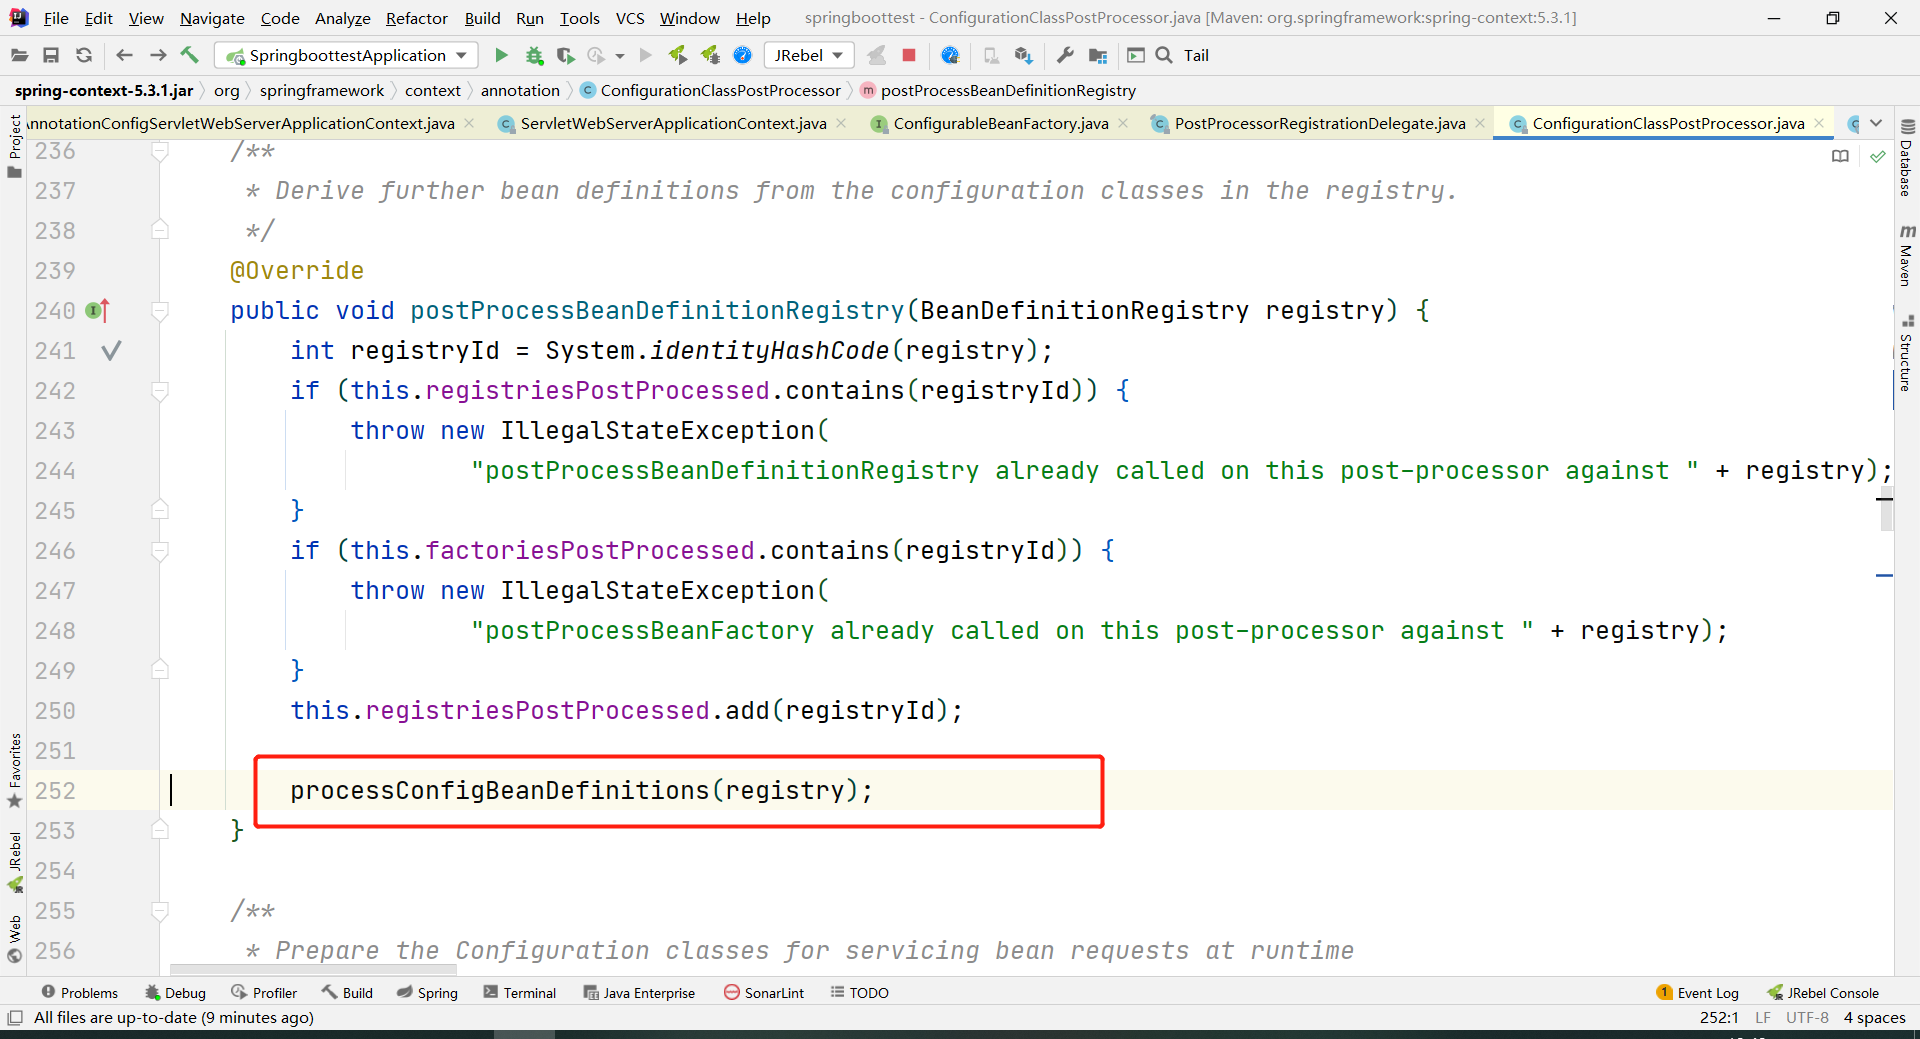 File Edit View Navigate Code Analyze Refactor Build Run Tools VCS Window Help springboottest - ConfigurationClassPostProcessor.java [Maven: org.springframework:spring-context:5.3.1]
SpringboottestApplication JRebel Tail
spring-context-5.3.1.jar org springframework context annotation C ConfigurationClassPostProcessor m postProcessBeanDefinitionRegistry
AnnotationConfigServletWebServerApplicationContext.java ServletWebServerApplicationContext.java ConfigurableBeanFactory.java PostProcessorRegistrationDelegate.java ConfigurationClassPostProcessor.java
Project
Favorites
JRebel
Web
236 /**
237 * Derive further bean definitions from the configuration classes in the registry.
238 */
239 @Override
240 public void postProcessBeanDefinitionRegistry(BeanDefinitionRegistry registry) {
241 int registryId = System.identityHashCode(registry);
242 if (this.registriesPostProcessed.contains(registryId)) {
243 throw new IllegalStateException(
244 "postProcessBeanDefinitionRegistry already called on this post-processor against " + registry);
245 }
246 if (this.factoriesPostProcessed.contains(registryId)) {
247 throw new IllegalStateException(
248 "postProcessBeanFactory already called on this post-processor against " + registry);
249 }
250 this.registriesPostProcessed.add(registryId);
251
252 processConfigBeanDefinitions(registry);
253 }
254
255 /**
256 * Prepare the Configuration classes for servicing bean requests at runtime
Database
m Maven
Structure
Problems Debug Profiler Build Spring Terminal Java Enterprise SonarLint TODO 1 Event Log JRebel Console
All files are up-to-date (9 minutes ago) 252:1 LF UTF-8 4 spaces